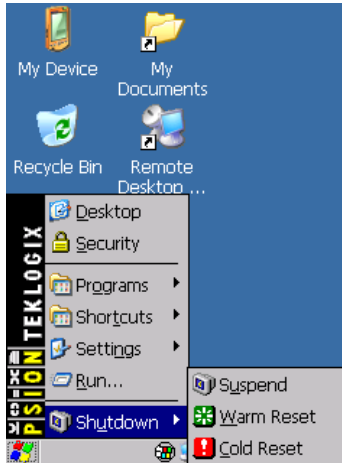 My Device
My
Documents
Recycle Bin
Remote
Desktop ...
Desktop
Security
Programs
Shortcuts
Settings
Run...
Shutdown
PSION TEKLOGIX
Suspend
Warm Reset
Cold Reset